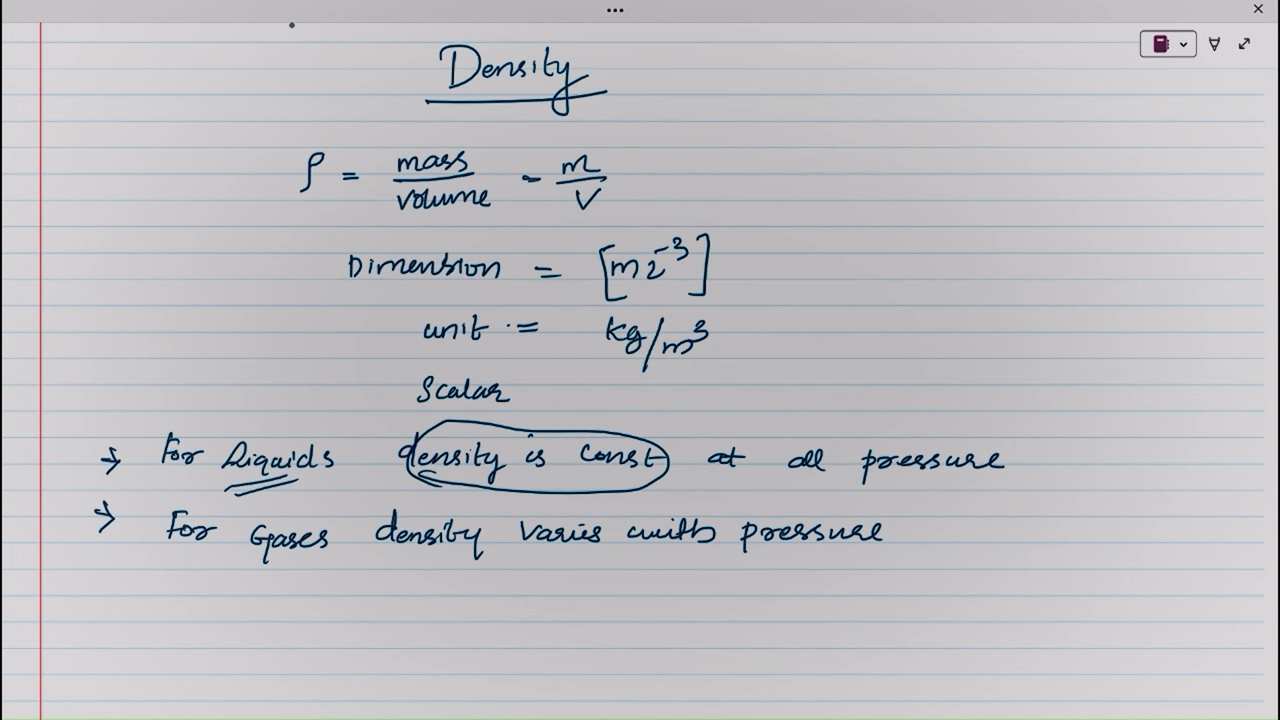 Density
ρ = mass/volume = m/V
Dimension = [mL⁻³]
unit = kg/m³
Scalar
→ For Liquids density is const at all pressure
→ For Gases density varies with pressure